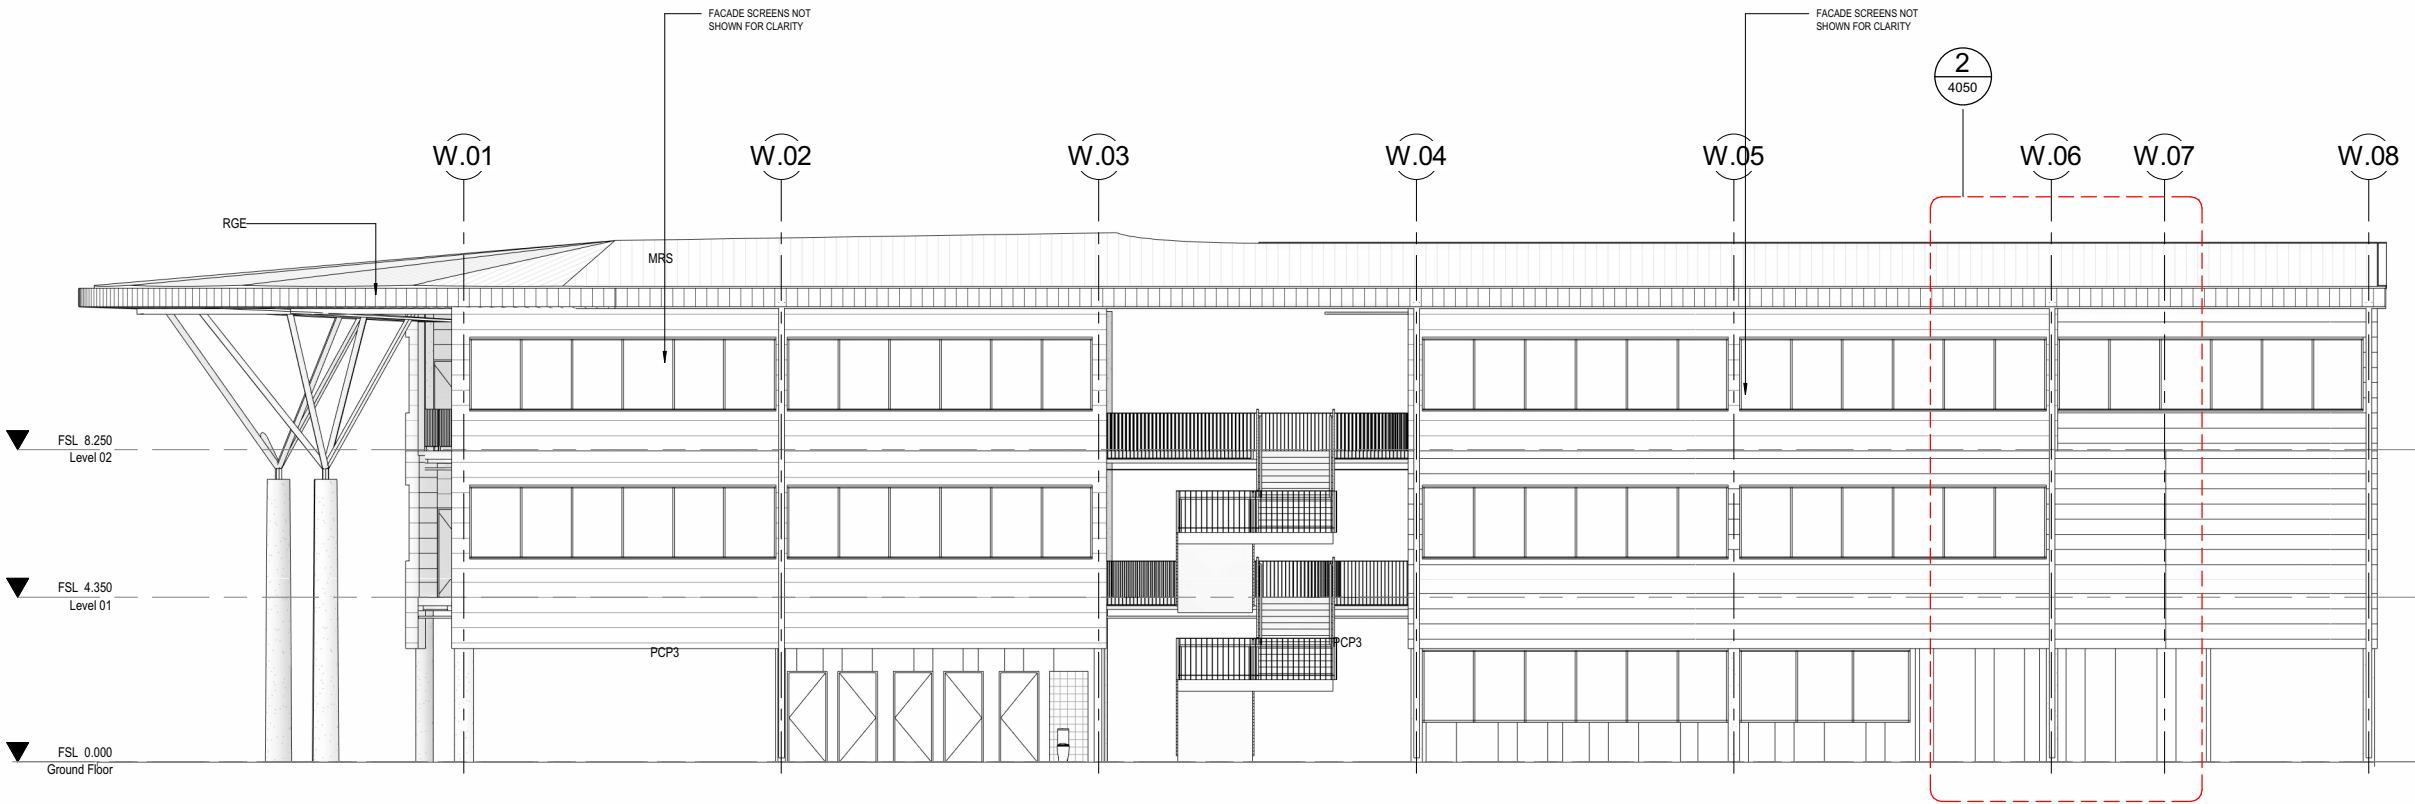 FACADE SCREENS NOT
SHOWN FOR CLARITY
FACADE SCREENS NOT
SHOWN FOR CLARITY
2
4050
W.01
W.02
W.03
W.04
W.05
W.06
W.07
W.08
RGE
MRS
FSL 8.250
Level 02
FSL 4.350
Level 01
PCP3
PCP3
FSL 0.000
Ground Floor